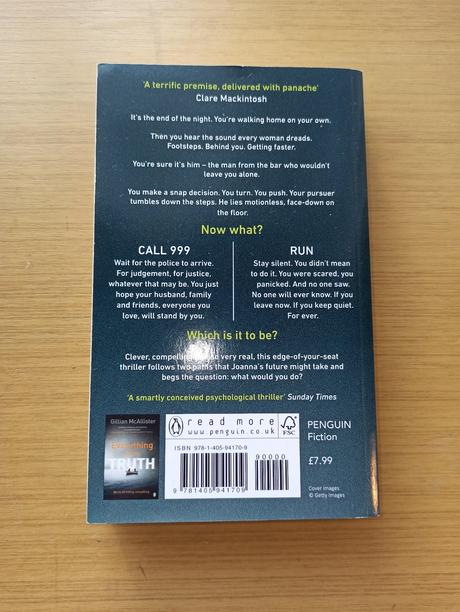 'A terrific premise, delivered with panache'
Clare Mackintosh
It's the end of the night. You're walking home on your own.
Then you hear the sound every woman dreads.
Footsteps. Behind you. Getting faster.
You're sure it's him – the man from the bar who wouldn't
leave you alone.
You make a snap decision. You turn. You push. Your pursuer
tumbles down the steps. He lies motionless, face-down on
the floor.
Now what?
CALL 999
Wait for the police to arrive.
For judgement, for justice,
whatever that may be. You just
hope your husband, family
and friends, everyone you
love, will stand by you.
RUN
Stay silent. You didn't mean
to do it. You were scared, you
panicked. And no one saw.
No one will ever know. If you
leave now. If you keep quiet.
For ever.
Which is it to be?
Clever, very real, this edge-of-your-seat
thriller follows two paths that Joanna's future might take and
begs the question: what would you do?
'A smartly conceived psychological thriller' Sunday Times
Gillian McAllister
Everything
TRUTH
read more
www.penguin.co.uk
FSC
PENGUIN
Fiction
£7.99
ISBN 978-1-405-94170-9
90000
9 781405 941709
Cover images
© Getty Images